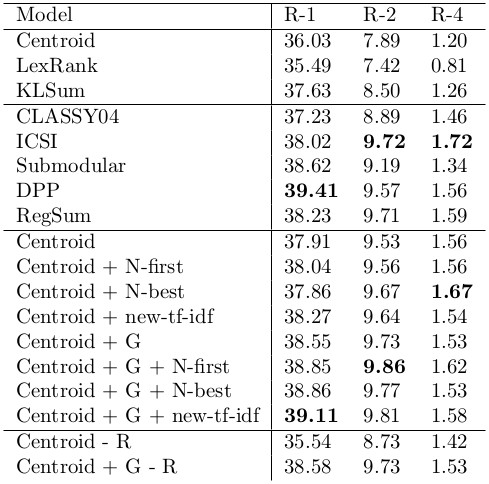 Model R-1 R-2 R-4
Centroid 36.03 7.89 1.20
LexRank 35.49 7.42 0.81
KLSum 37.63 8.50 1.26
CLASSY04 37.23 8.89 1.46
ICSI 38.02 9.72 1.72
Submodular 38.62 9.19 1.34
DPP 39.41 9.57 1.56
RegSum 38.23 9.71 1.59
Centroid 37.91 9.53 1.56
Centroid + N-first 38.04 9.56 1.56
Centroid + N-best 37.86 9.67 1.67
Centroid + new-tf-idf 38.27 9.64 1.54
Centroid + G 38.55 9.73 1.53
Centroid + G + N-first 38.85 9.86 1.62
Centroid + G + N-best 38.86 9.77 1.53
Centroid + G + new-tf-idf 39.11 9.81 1.58
Centroid - R 35.54 8.73 1.42
Centroid + G - R 38.58 9.73 1.53